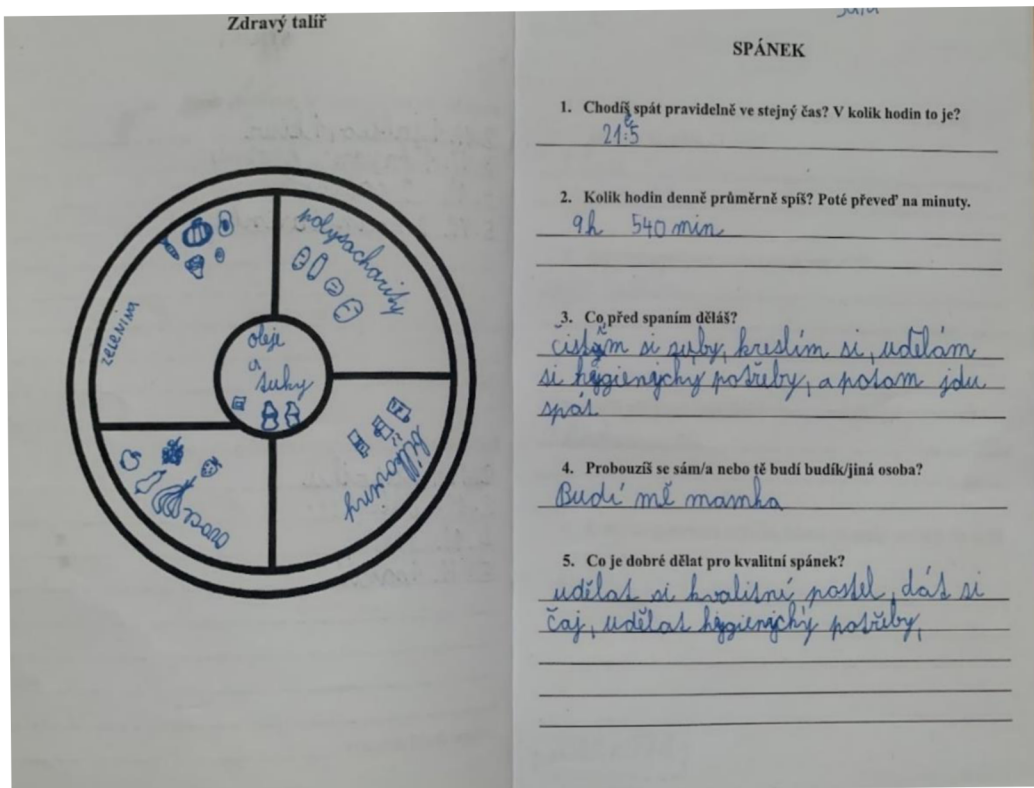 Zdravý talíř
zelenina
polysacharidy
oleje
a
tuky
bílkoviny
ovoce
SPÁNEK
1. Chodíš spát pravidelně ve stejný čas? V kolik hodin to je?
2. Kolik hodin denně průměrně spíš? Poté převeď na minuty.
9h 540 min
3. Co před spaním děláš?
čistím si zuby, kreslím si, udělám
si hygienychy potřeby, a potom jdu
spát
4. Probouzíš se sám/a nebo tě budí budík/jiná osoba?
Budí mě mamka
5. Co je dobré dělat pro kvalitní spánek?
udělat si kvalitní postel, dát si
čaj, udělat hygienychý potřeby,